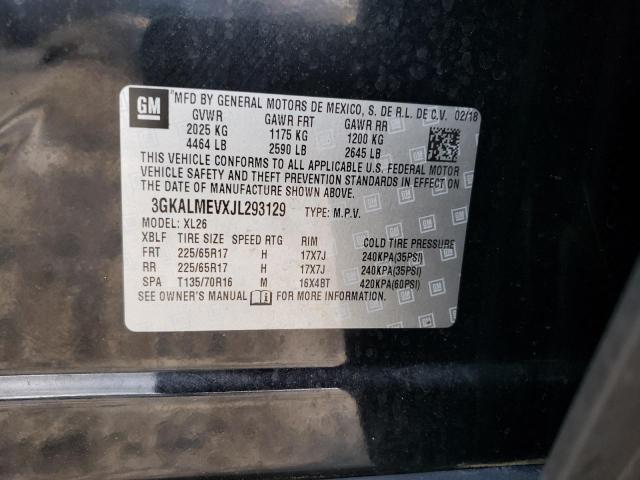 GM
*MFD BY GENERAL MOTORS DE MEXICO, S. DE R.L. DE C.V. 02/18
GVWR GAWR FRT GAWR RR
2025 KG 1175 KG 1200 KG
4464 LB 2590 LB 2645 LB
THIS VEHICLE CONFORMS TO ALL APPLICABLE U.S. FEDERAL MOTOR
VEHICLE SAFETY AND THEFT PREVENTION STANDARDS IN EFFECT ON
THE DATE OF MANUFACTURE SHOWN ABOVE.
3GKALMEVXJL293129 TYPE: M.P.V.
MODEL: XL26
XBLF TIRE SIZE SPEED RTG RIM COLD TIRE PRESSURE
FRT 225/65R17 H 17X7J 240KPA(35PSI)
RR 225/65R17 H 17X7J 240KPA(35PSI)
SPA T135/70R16 M 16X4BT 420KPA(60PSI)
SEE OWNER'S MANUAL FOR MORE INFORMATION.